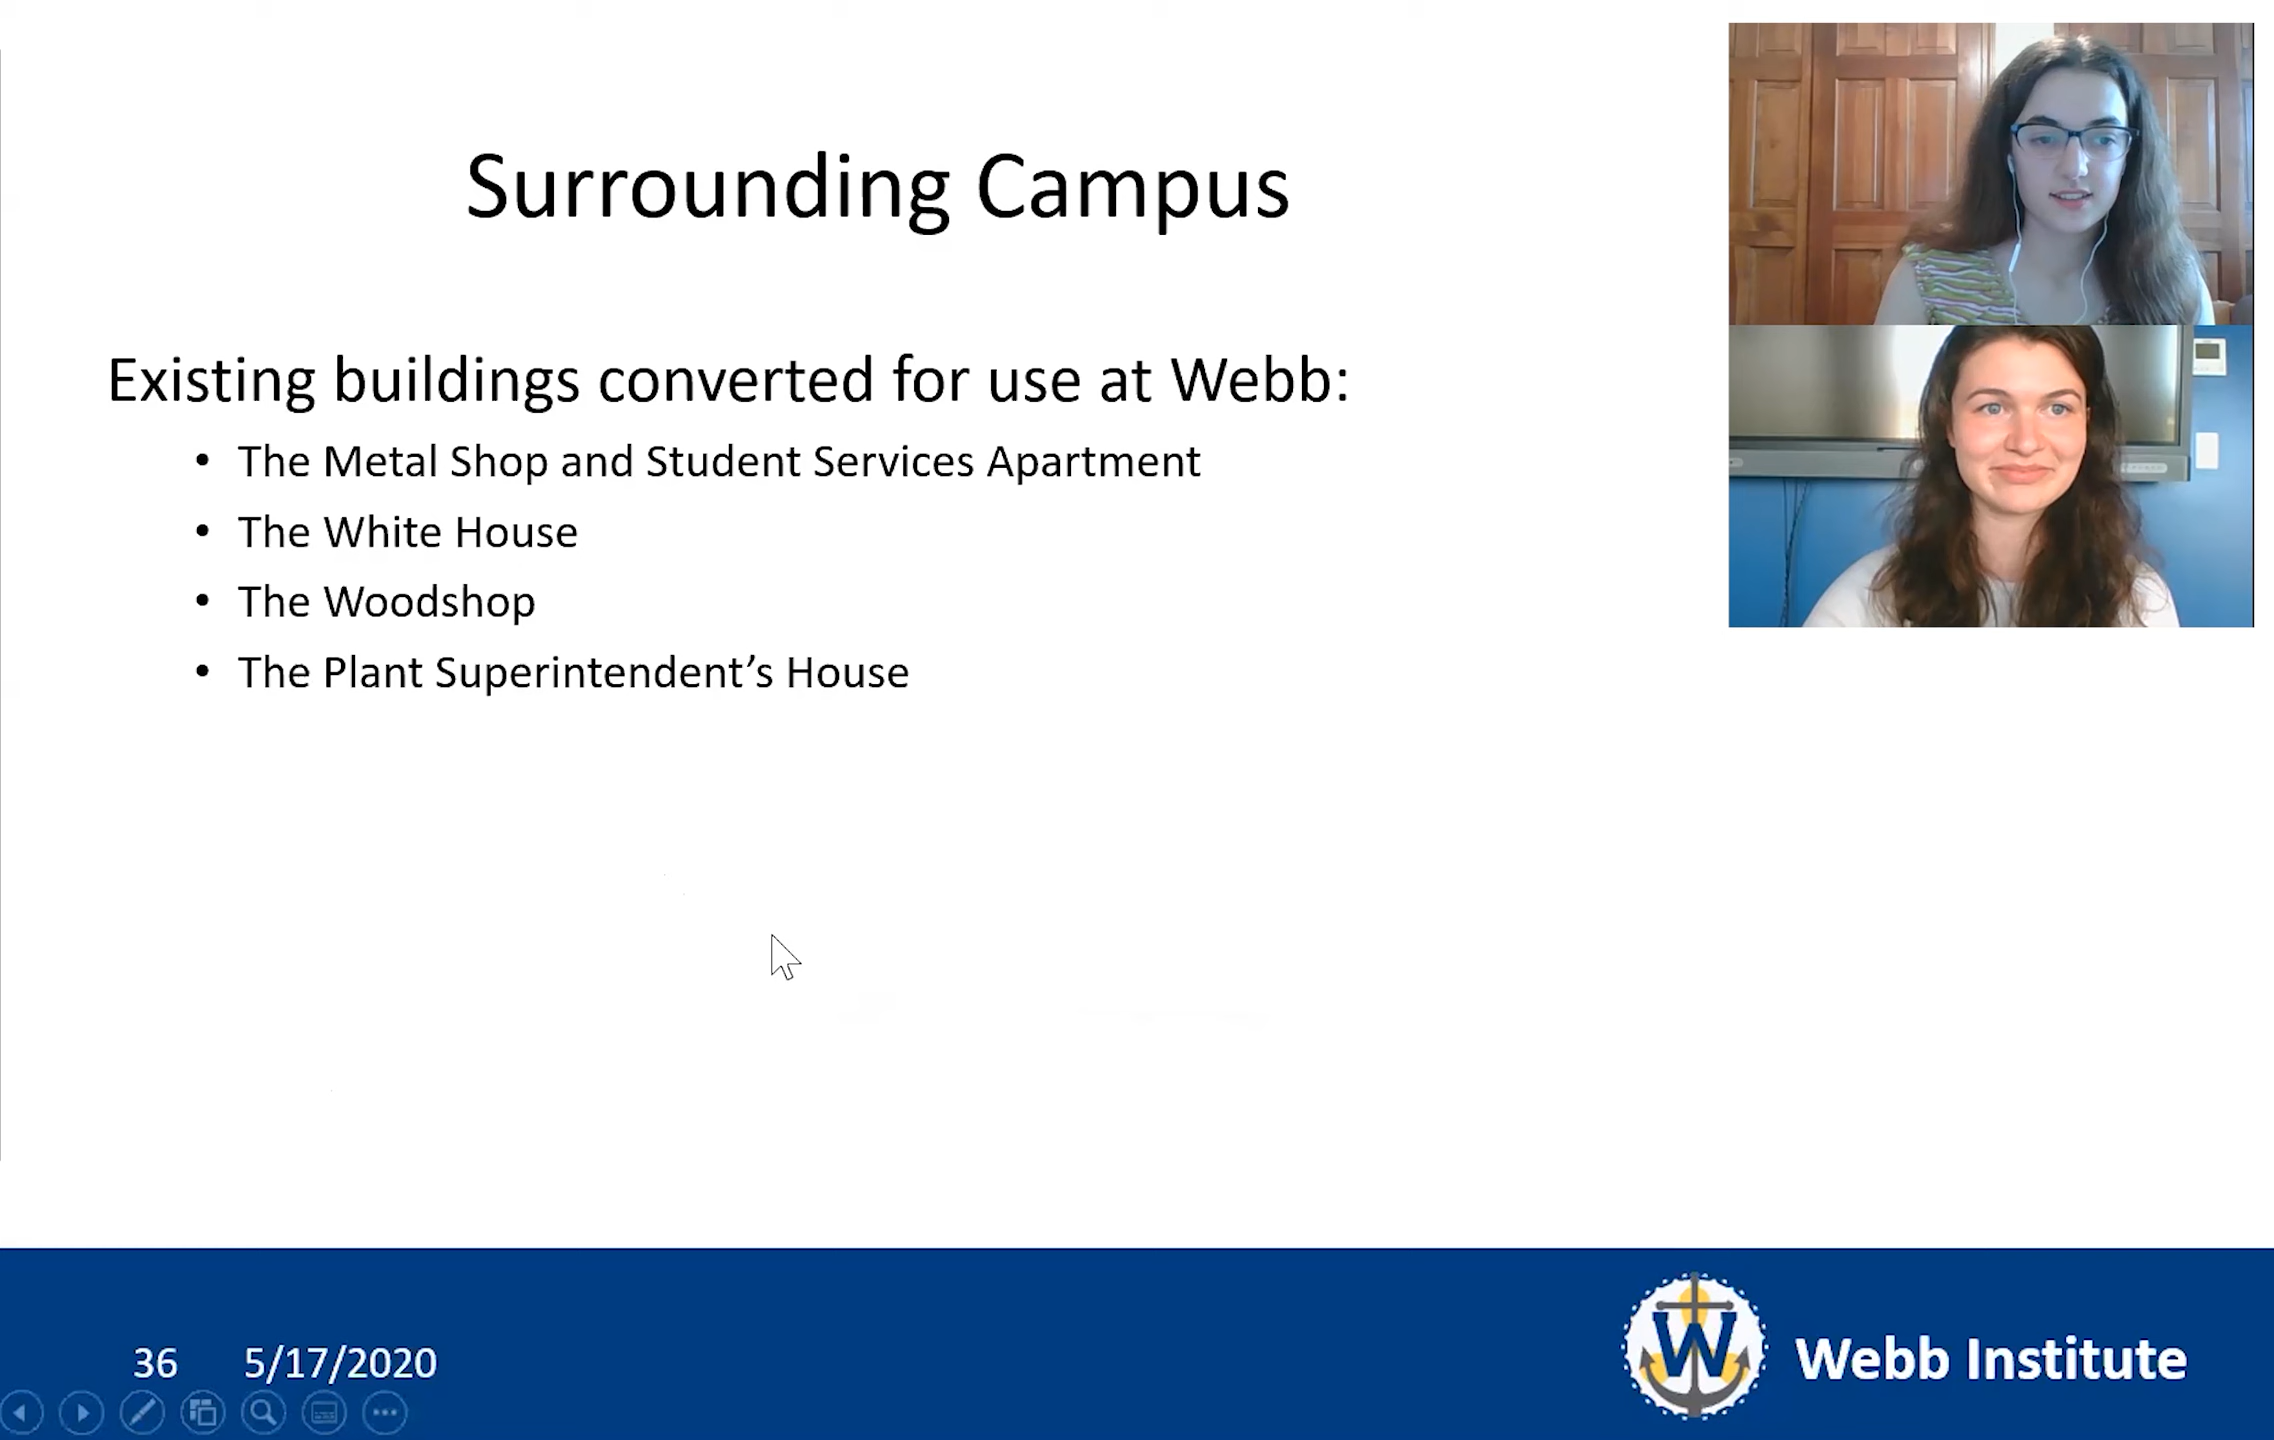 Surrounding Campus
Existing buildings converted for use at Webb:
• The Metal Shop and Student Services Apartment
• The White House
• The Woodshop
• The Plant Superintendent’s House
36 5/17/2020
W
Webb Institute